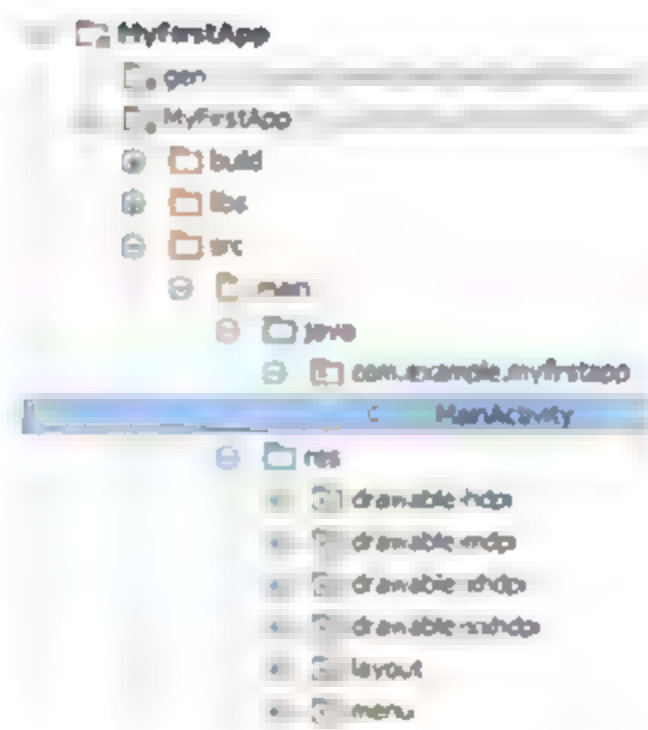 MyFirstApp
gen
MyFirstApp
build
libs
src
main
java
com.example.myfirstapp
MainActivity
res
drawable-hdpi
drawable-mdpi
drawable-xhdpi
drawable-xxhdpi
layout
menu